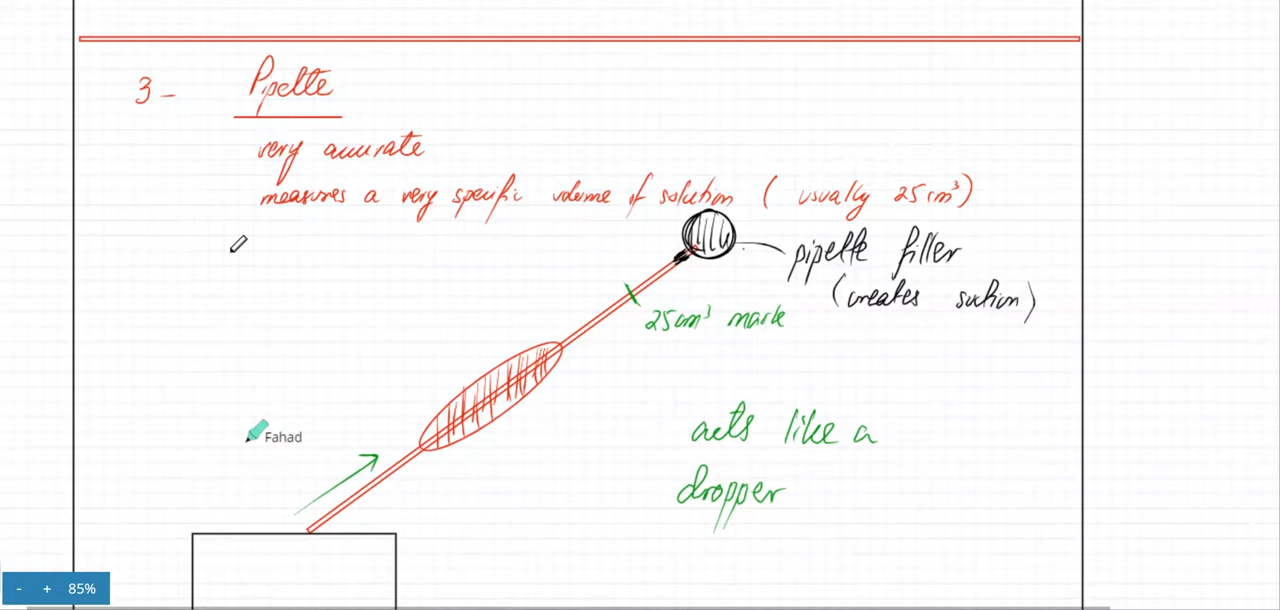 3- Pipette
very accurate
measures a very specific volume of solution ( usually 25cm³)
pipette filler
(creates suction)
25cm³ mark
acts like a
dropper
Fahad
- + 85%